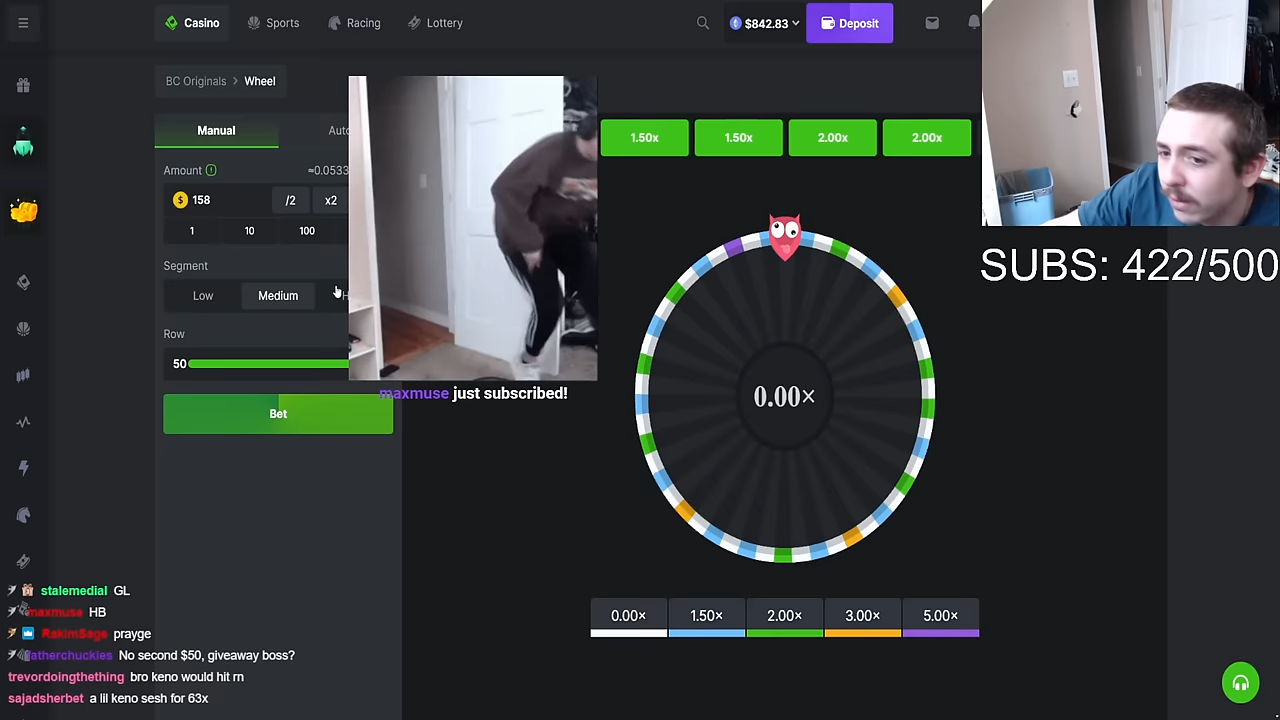 Casino
Sports
Racing
Lottery
$842.83
Deposit
BC Originals > Wheel
Manual
Amount
≈0.0533
158
/2
x2
1
10
100
Segment
Low
Medium
H
Row
50
Bet
maxmuse just subscribed!
1.50x
1.50x
2.00x
2.00x
0.00×
0.00×
1.50×
2.00×
3.00×
5.00×
SUBS: 422/500
stalemedial GL
maxmuse HB
RakimSage prayge
fatherchuckles No second $50, giveaway boss?
trevordoingthething bro keno would hit rn
sajadsherbet a lil keno sesh for 63x